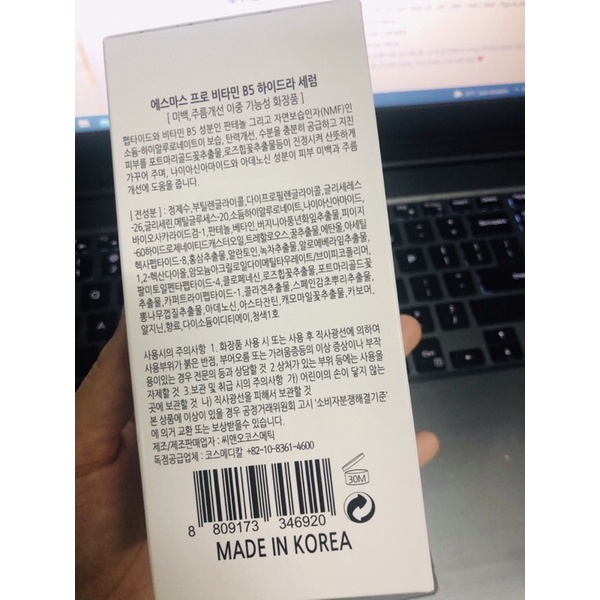 에스마스 프로 비타민 B5 하이드라 세럼
[ 미백,주름개선 이중 기능성 화장품 ]
펩타이드와 비타민 B5 성분인 판테놀 그리고 자연보습인자(NMF)인
소듐-하이알루로네이트이 보습, 탄력개선, 수분을 충분히 공급하고 지친
피부를 포트마리골드꽃추출물,로즈힙꽃추출물등이 진정시켜 산뜻하게
가꾸어 주며, 나이아신아마이드와 아데노신 성분이 피부 미백과 주름
개선에 도움을 줍니다.
[ 전성분 ] : 정제수,부틸렌글라이콜,다이프로필렌글라이콜,글리세레스
-26,글리세린,메틸글루세스-20,소듐하이알루로네이트,나이아신아마이드,
바이오사카라이드검-1,판테놀,베타인,버지니아풍년화잎추출물,피이지
-60하이드로제네이티드캐스터오일,트레할로오스,꿀추출물,에탄올,아세틸
헥사펩타이드-8,홍삼추출물,알란토인,녹차추출물,알로에베라잎추출물,
1,2-헥산다이올,암모늄아크릴로일다이메틸타우레이트/브이피코폴리머,
팔미토일펜타펩타이드-4,클로페네신,로즈힙꽃추출물,포트마리골드꽃
추출물,카퍼트라이펩타이드-1,콜라겐추출물,스페인감초뿌리추출물,
뽕나무껍질추출물,아데노신,아스타잔틴,캐모마일꽃추출물,카보머,
알지닌,향료,다이소듐이디티에이,청색1호
사용시의 주의사항 1. 화장품 사용 시 또는 사용 후 직사광선에 의하여
사용부위가 붉은 반점, 부어오름 또는 가려움증등의 이상 증상이나 부작
용이있는 경우 전문의 등과 상담할 것 2.상처가 있는 부위 등에는 사용을
자제할 것 3.보관 및 취급 시의 주의사항 가) 어린이의 손이 닿지 않는
곳에 보관할 것 나) 직사광선을 피해서 보관할 것
본 상품에 이상이 있을 경우 공정거래위원회 고시 '소비자분쟁해결기준'
에 의거 교환 또는 보상받을수 있습니다.
제조/제조판매업자 : 씨앤오코스메틱
독점공급업체 : 코스메디칼 +82-10-8361-4600
30M
8 809173 346920
MADE IN KOREA